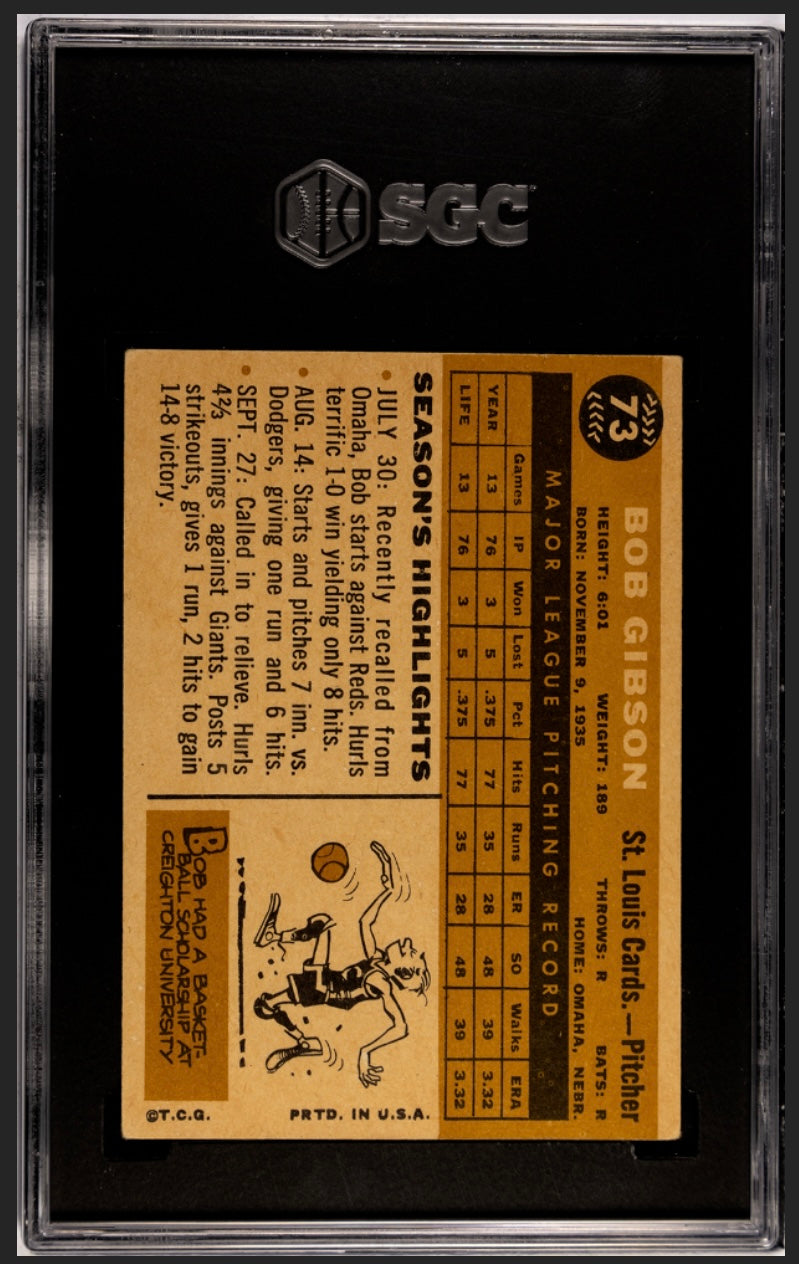 SGC
73
BOB GIBSON St. Louis Cards.—Pitcher
HEIGHT: 6:01 WEIGHT: 189 THROWS: R BATS: R
BORN: NOVEMBER 9, 1935 HOME: OMAHA, NEBR.
MAJOR LEAGUE PITCHING RECORD
Games IP Won Lost Pct Hits Runs ER SO Walks ERA
YEAR 13 76 3 5 .375 77 35 28 48 39 3.32
LIFE 13 76 3 5 .375 77 35 28 48 39 3.32
SEASON'S HIGHLIGHTS
• JULY 30: Recently recalled from
Omaha, Bob starts against Reds. Hurls
terrific 1-0 win yielding only 8 hits.
• AUG. 14: Starts and pitches 7 inn. vs.
Dodgers, giving one run and 6 hits.
• SEPT. 27: Called in to relieve. Hurls
4⅔ innings against Giants. Posts 5
strikeouts, gives 1 run, 2 hits to gain
14-8 victory.
BOB HAD A BASKET-
BALL SCHOLARSHIP AT
CREIGHTON UNIVERSITY
PRTD. IN U.S.A.
©T.C.G.